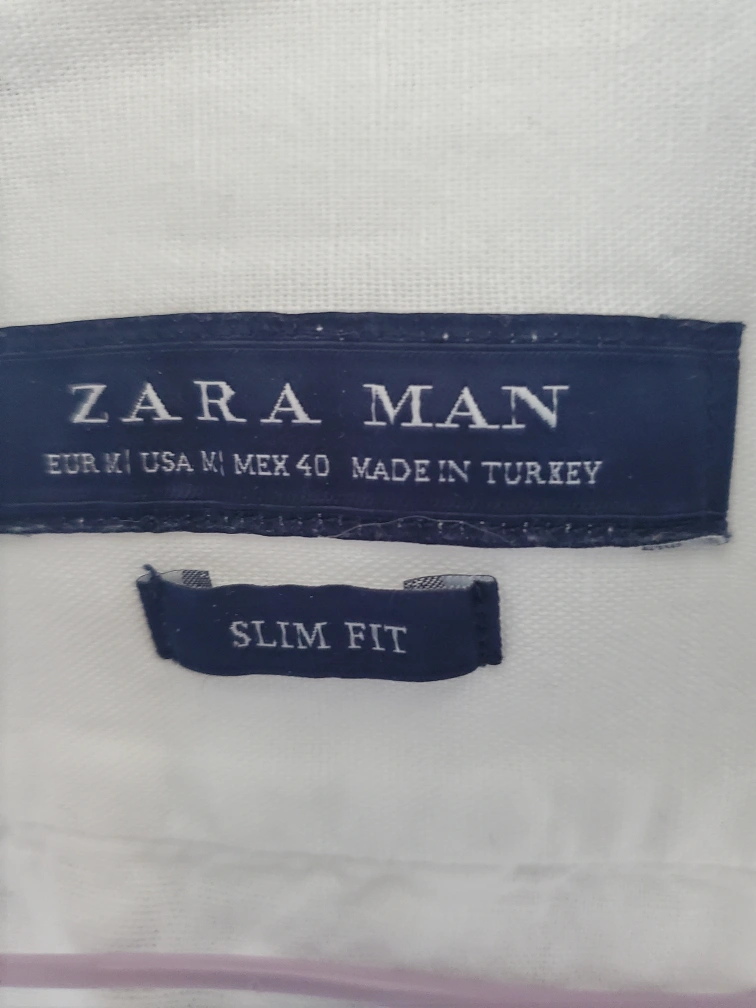 ZARA MAN
EUR M| USA M| MEX 40 MADE IN TURKEY
SLIM FIT